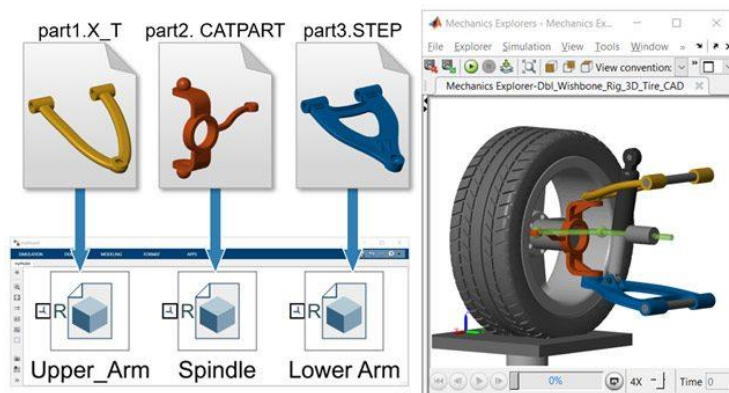 part1.X_T
part2. CATPART
part3.STEP
SIMULATION
MODELING
FORMAT
APPS
R
R
R
Upper_Arm
Spindle
Lower Arm
Mechanics Explorers - Mechanics Ex...
File Explorer Simulation View Tools Window »
View convention:
Mechanics Explorer-Dbl_Wishbone_Rig_3D_Tire_CAD
0%
4X
Time 0